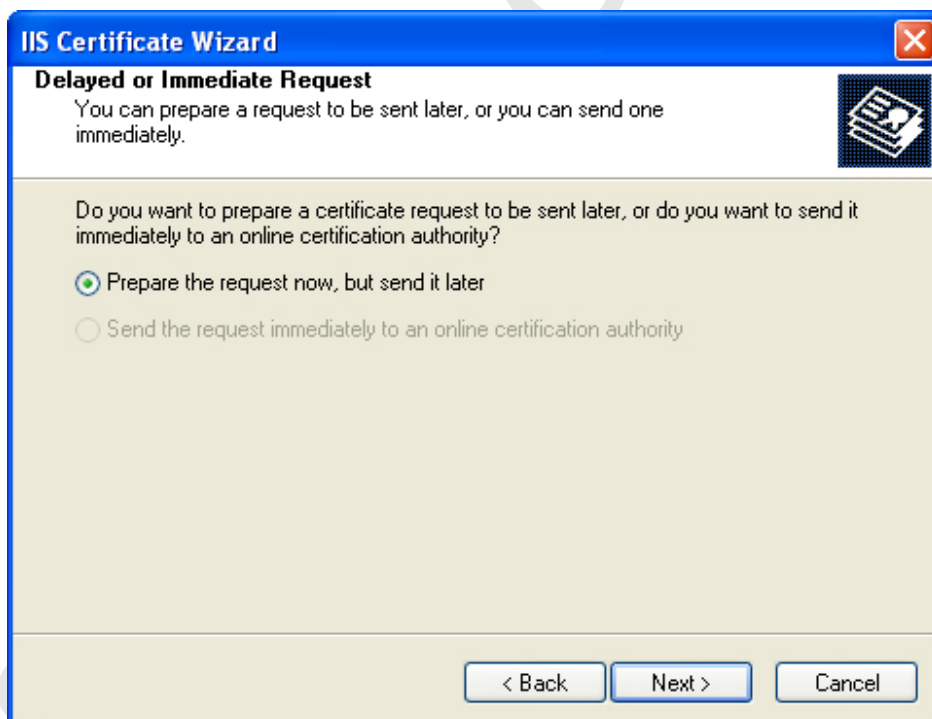 IIS Certificate Wizard
Delayed or Immediate Request
You can prepare a request to be sent later, or you can send one
immediately.
Do you want to prepare a certificate request to be sent later, or do you want to send it
immediately to an online certification authority?
Prepare the request now, but send it later
Send the request immediately to an online certification authority
< Back
Next >
Cancel